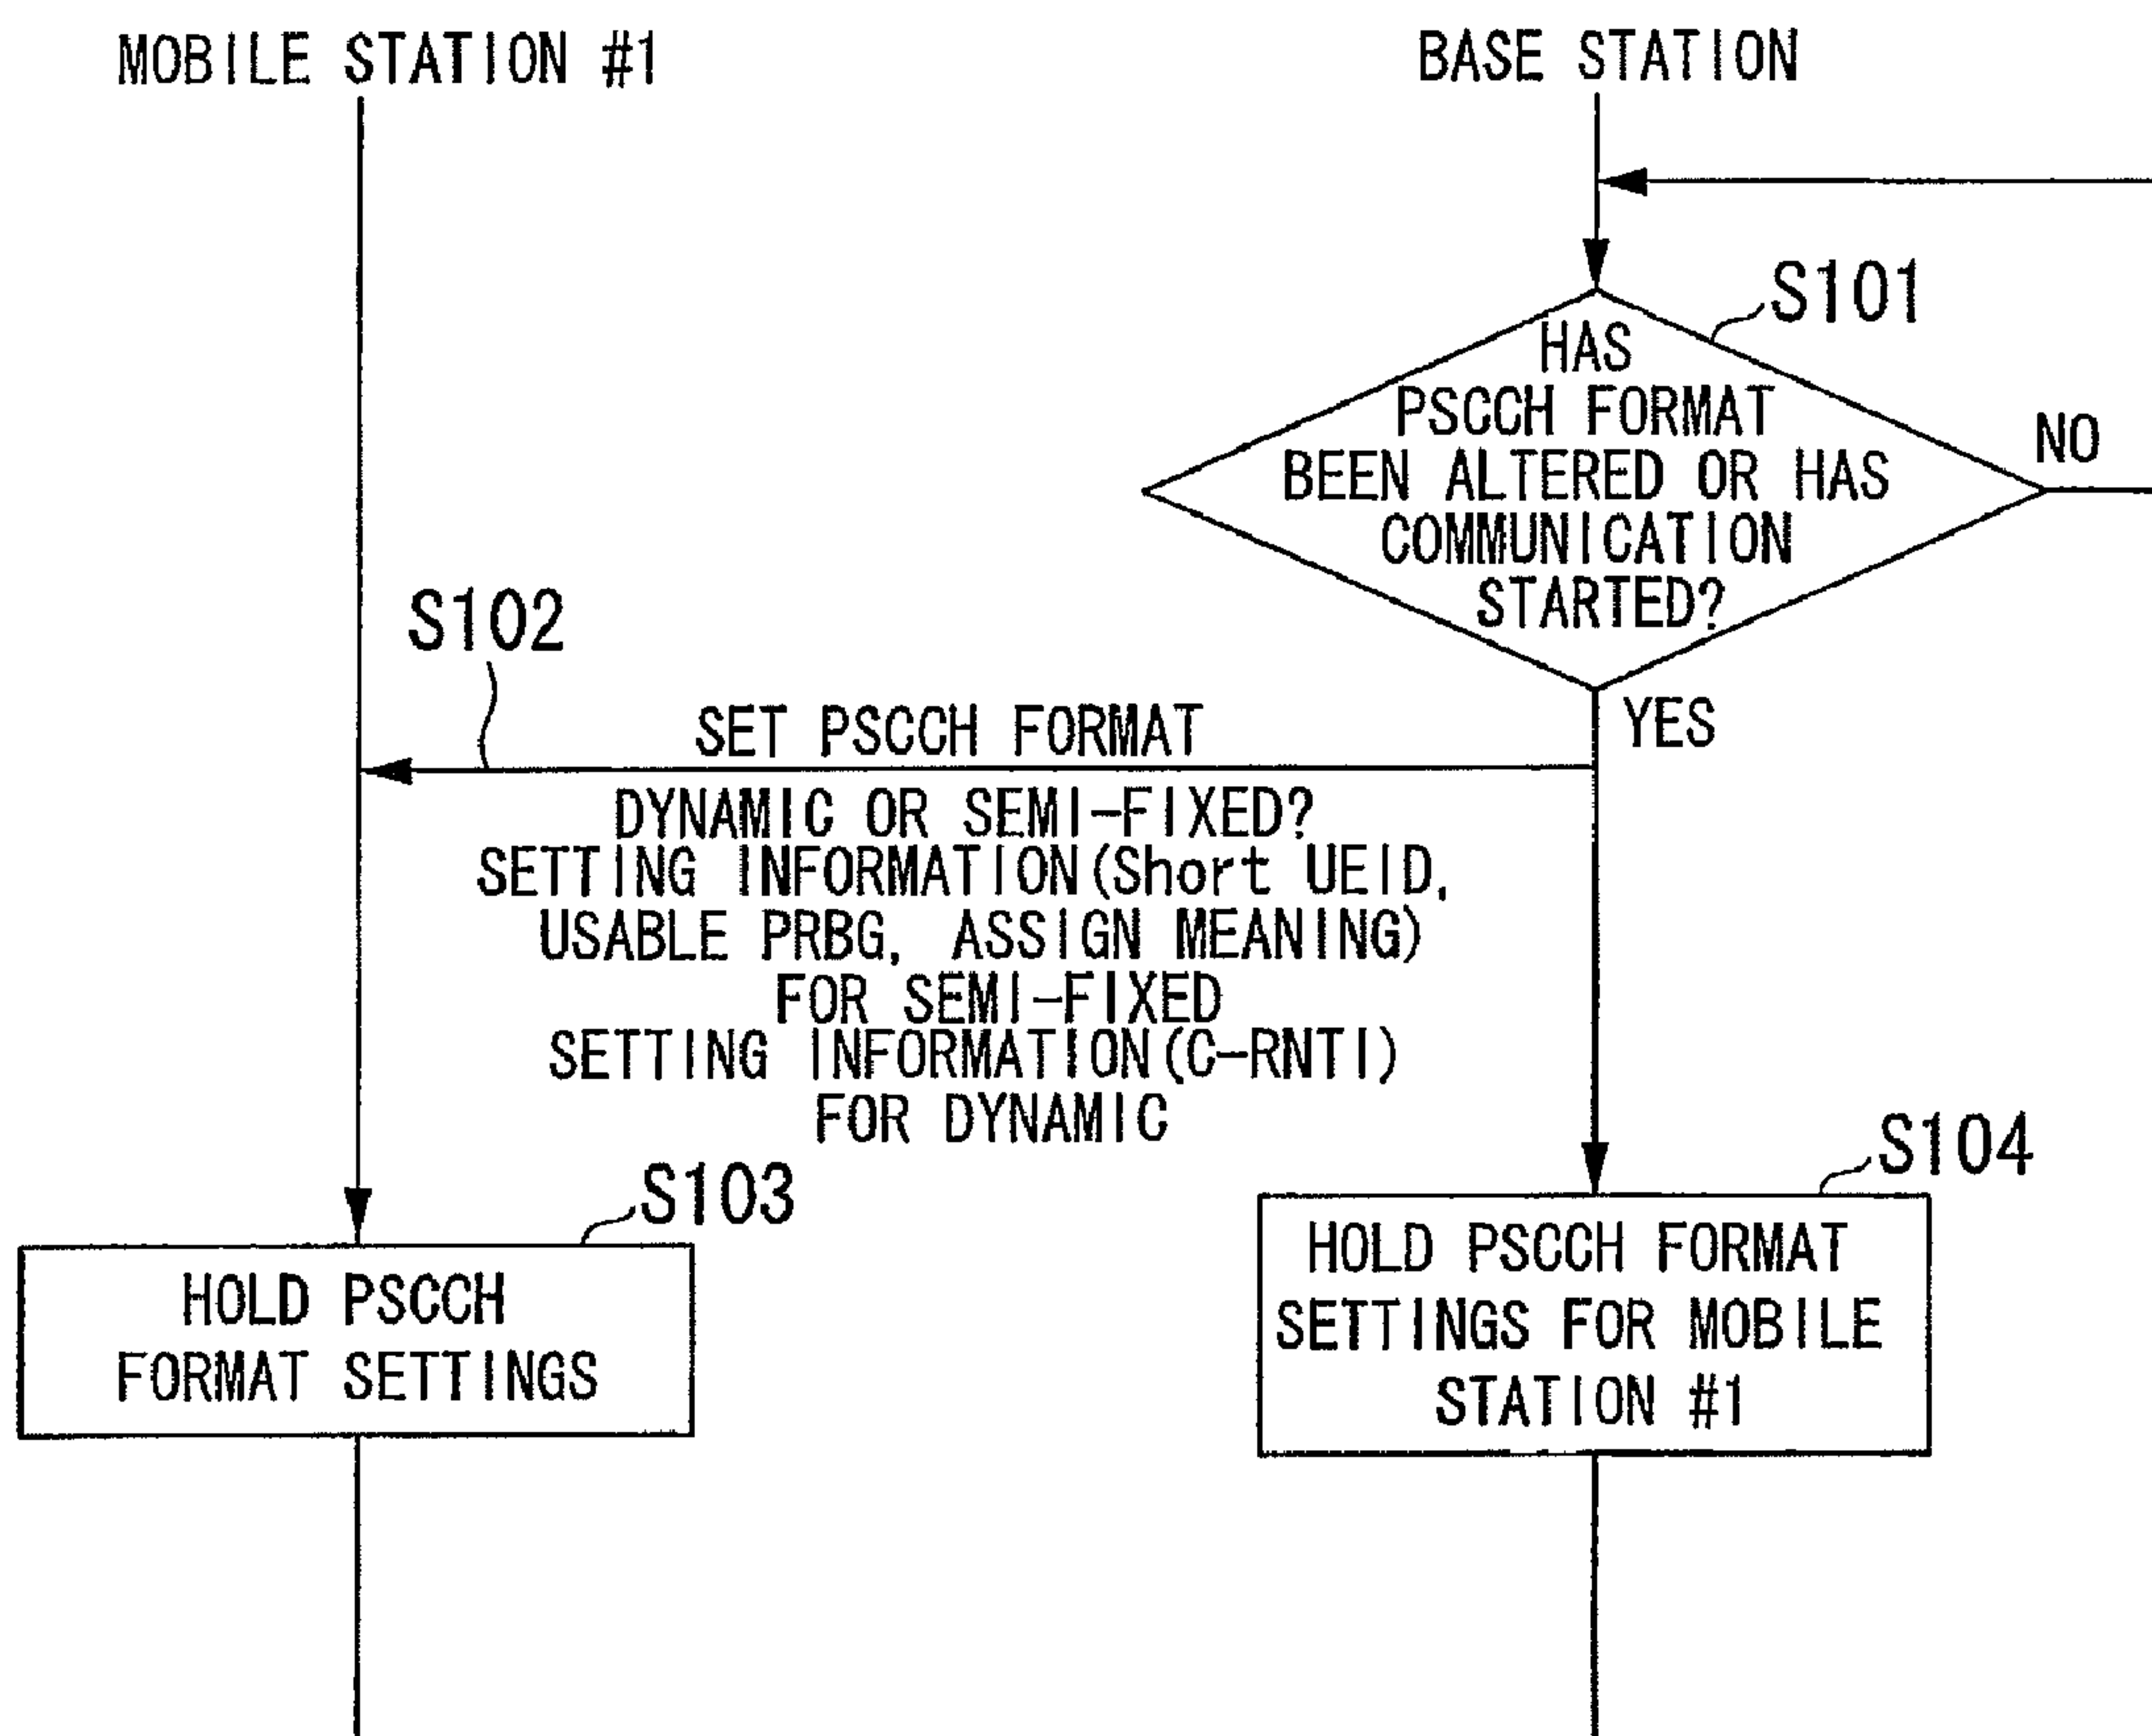 MOBILE STATION #1
BASE STATION
S101
HAS
PSCCH FORMAT
BEEN ALTERED OR HAS
COMMUNICATION
STARTED?
NO
YES
S102
SET PSCCH FORMAT
DYNAMIC OR SEMI-FIXED?
SETTING INFORMATION(Short UEID,
USABLE PRBG, ASSIGN MEANING)
FOR SEMI-FIXED
SETTING INFORMATION(C-RNTI)
FOR DYNAMIC
S103
HOLD PSCCH
FORMAT SETTINGS
S104
HOLD PSCCH FORMAT
SETTINGS FOR MOBILE
STATION #1